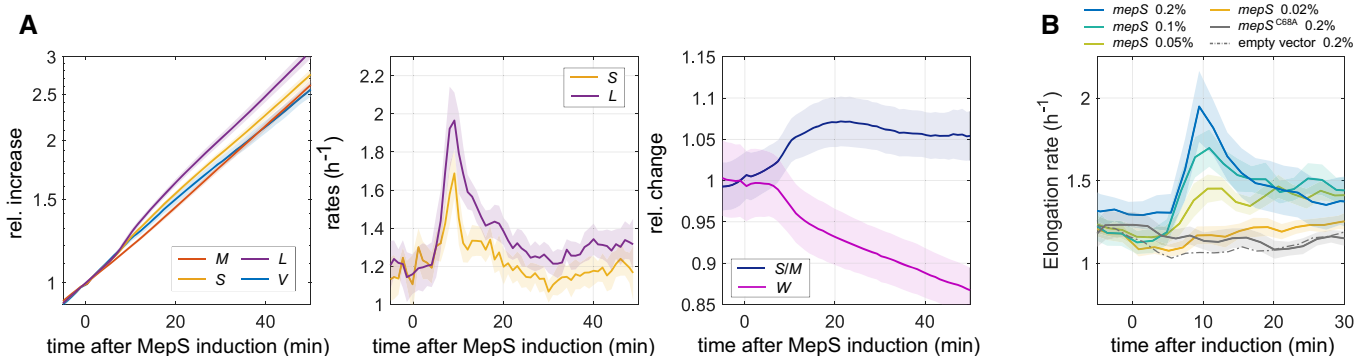 A
rel. increase
3
2.5
2
1.5
1
0
20
40
M
L
S
V
time after MepS induction (min)
rates (h⁻¹)
2.2
2
1.8
1.6
1.4
1.2
1
0
20
40
S
L
time after MepS induction (min)
rel. change
1.1
1.05
1
0.95
0.9
0.85
0
20
40
S/M
W
time after MepS induction (min)
B
mepS 0.2%
mepS 0.02%
mepS 0.1%
mepS^C68A 0.2%
mepS 0.05%
empty vector 0.2%
Elongation rate (h⁻¹)
2
1.5
1
0
10
20
30
time after induction (min)